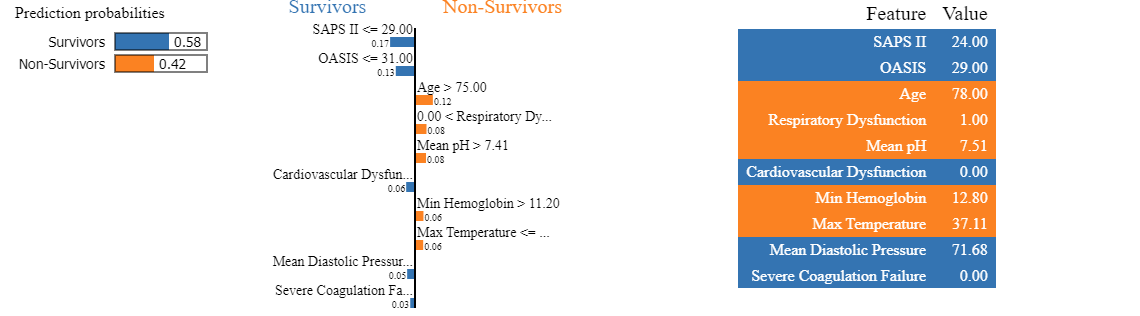 Prediction probabilities
Survivors 0.58
Non-Survivors 0.42
Survivors Non-Survivors
SAPS II <= 29.00
0.17
OASIS <= 31.00
0.13
Age > 75.00
0.12
0.00 < Respiratory Dy...
0.08
Mean pH > 7.41
0.08
Cardiovascular Dysfun...
0.06
Min Hemoglobin > 11.20
0.06
Max Temperature <= ...
0.06
Mean Diastolic Pressur...
0.05
Severe Coagulation Fa...
0.03
Feature Value
SAPS II 24.00
OASIS 29.00
Age 78.00
Respiratory Dysfunction 1.00
Mean pH 7.51
Cardiovascular Dysfunction 0.00
Min Hemoglobin 12.80
Max Temperature 37.11
Mean Diastolic Pressure 71.68
Severe Coagulation Failure 0.00